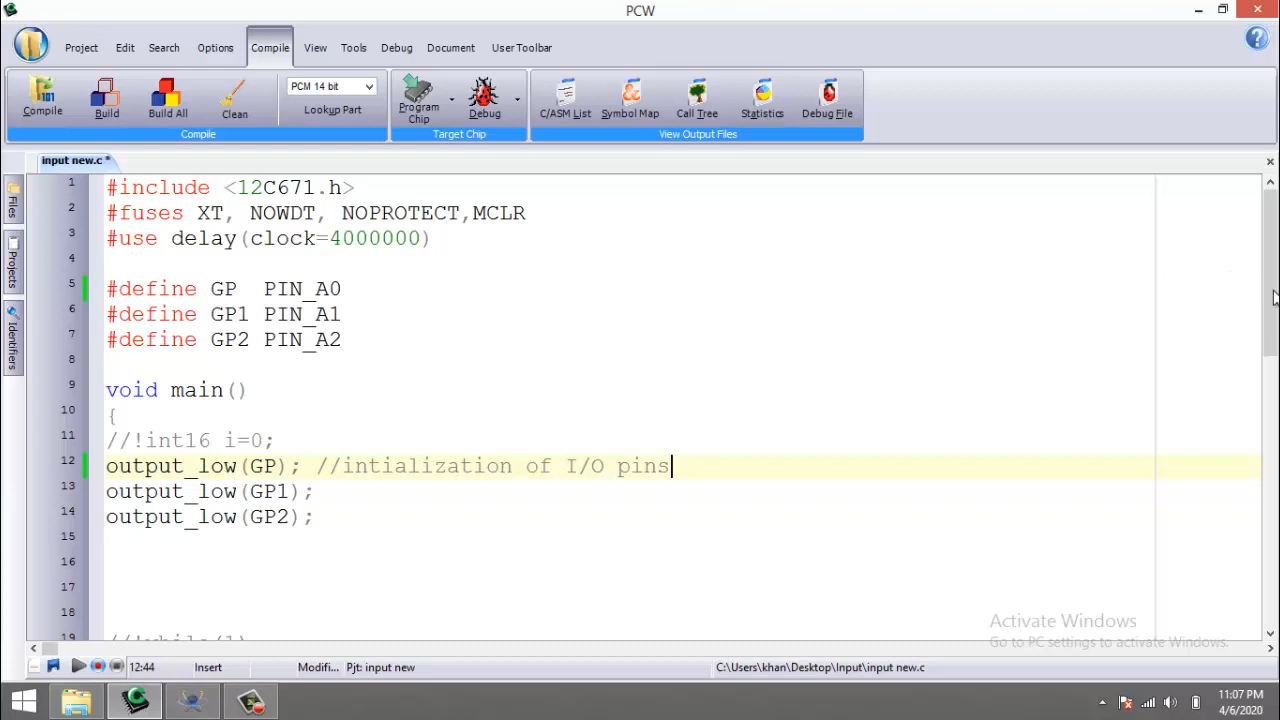 PCW
Project Edit Search Options Compile View Tools Debug Document User Toolbar
Compile Build Build All Clean PCM 14 bit Lookup Part Program Chip Debug C/ASM List Symbol Map Call Tree Statistics Debug File
Compile Target Chip View Output Files
input new.c *
Files
Projects
Identifiers
1 #include <12C671.h>
2 #fuses XT, NOWDT, NOPROTECT,MCLR
3 #use delay(clock=4000000)
4
5 #define GP  PIN_A0
6 #define GP1 PIN_A1
7 #define GP2 PIN_A2
8
9 void main()
10 {
11 //!int16 i=0;
12 output_low(GP); //intialization of I/O pins
13 output_low(GP1);
14 output_low(GP2);
15
16
17
18
19 //!while(1)
Activate Windows
Go to PC settings to activate Windows.
12:44 Insert Modifi... Pjt: input new C:\Users\khan\Desktop\Input\input new.c
11:07 PM
4/6/2020